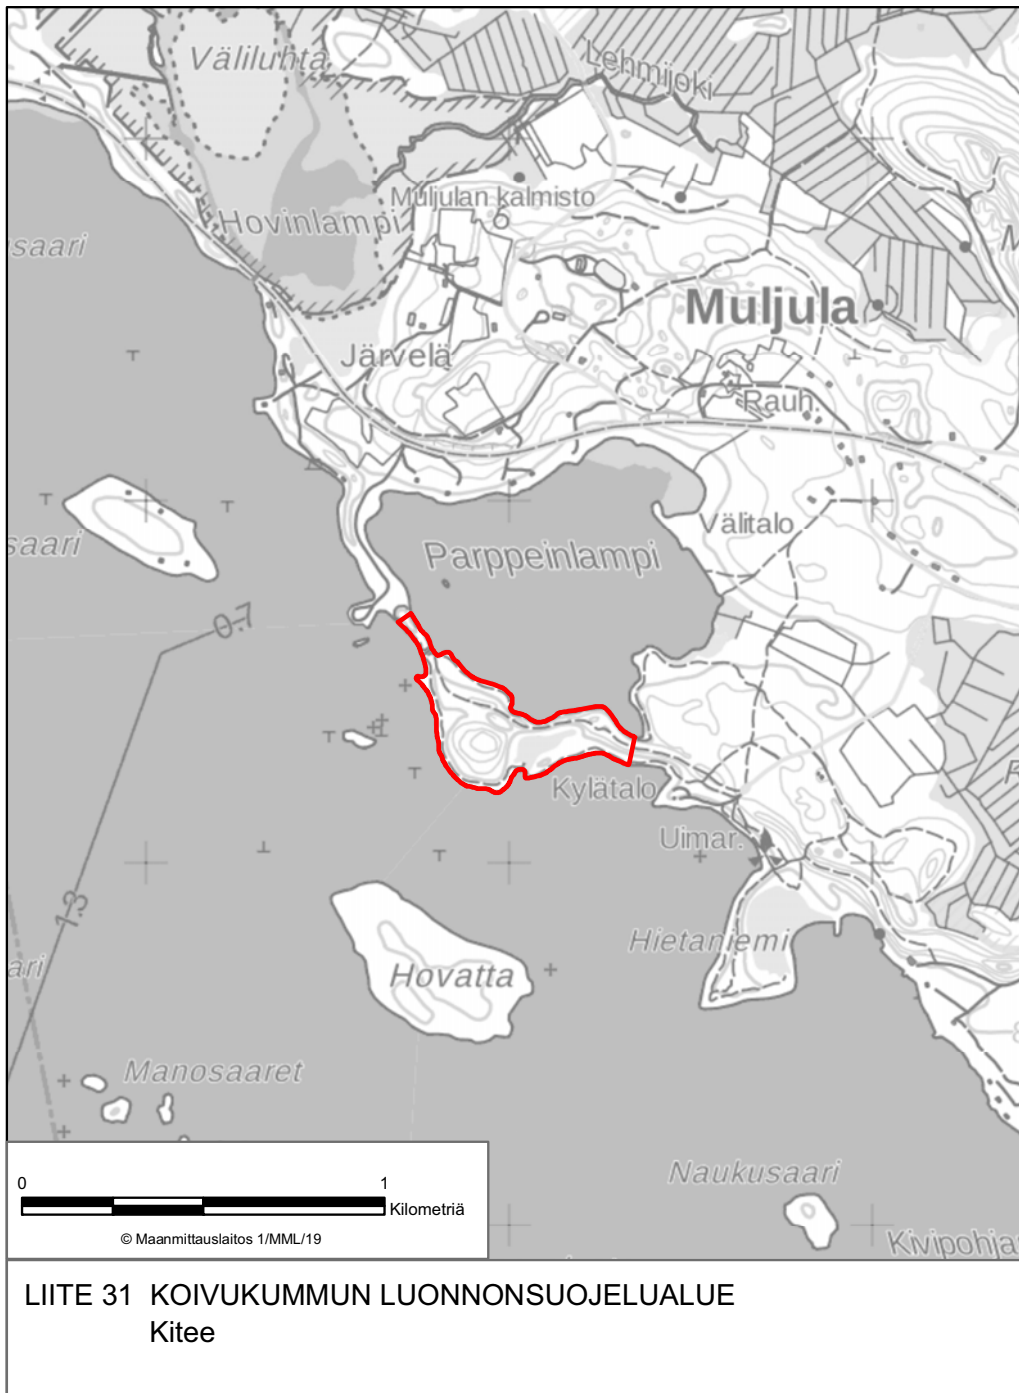 Väliluhta
Lehmijoki
Muljulan kalmisto
Hovinlampi
saari
M
Muljula
Järvelä
Rauh.
Välitalo
saari
Parppeinlampi
0.7
Kylätalo
R
Uimar.
1.3
Hietaniemi
ari
Hovatta
8
Manosaaret
Naukusaari
Kivipohja
0 1
Kilometriä
© Maanmittauslaitos 1/MML/19
LIITE 31 KOIVUKUMMUN LUONNONSUOJELUALUE
Kitee